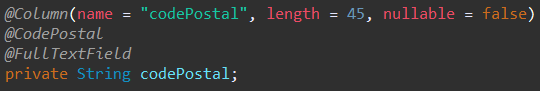 @Column(name = "codePostal", length = 45, nullable = false)
@CodePostal
@FullTextField
private String codePostal;